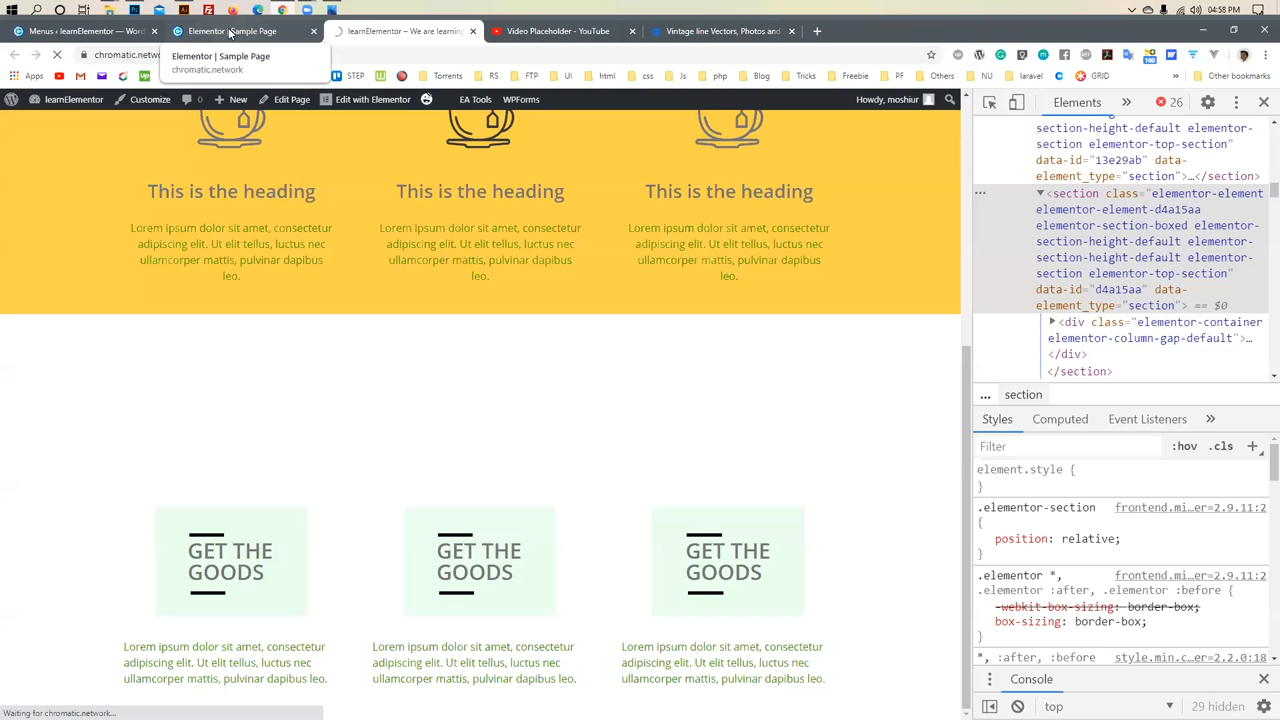 04:58 PM
Menus ‹ learnElementor — Word
Elementor | Sample Page
learnElementor – We are learning
Video Placeholder - YouTube
Vintage line Vectors, Photos and
chromatic.netwo
Elementor | Sample Page
chromatic.network
Apps
STEP
Torrents
FT
UI
html
css
Js
php
Blog
Tricks
Freebie
PF
PC
NU
laravel
GRID
Other bookmarks
learnElementor
Customize
0
New
Edit Page
Edit with Elementor
EA Tools
WPForms
Howdy, moshiur
This is the heading
This is the heading
This is the heading
Lorem ipsum dolor sit amet, consectetur
adipiscing elit. Ut elit tellus, luctus nec
ullamcorper mattis, pulvinar dapibus
leo.
Lorem ipsum dolor sit amet, consectetur
adipiscing elit. Ut elit tellus, luctus nec
ullamcorper mattis, pulvinar dapibus
leo.
Lorem ipsum dolor sit amet, consectetur
adipiscing elit. Ut elit tellus, luctus nec
ullamcorper mattis, pulvinar dapibus
leo.
GET THE
GOODS
GET THE
GOODS
GET THE
GOODS
Lorem ipsum dolor sit amet, consectetur
adipiscing elit. Ut elit tellus, luctus nec
ullamcorper mattis, pulvinar dapibus leo.
Lorem ipsum dolor sit amet, consectetur
adipiscing elit. Ut elit tellus, luctus nec
ullamcorper mattis, pulvinar dapibus leo.
Lorem ipsum dolor sit amet, consectetur
adipiscing elit. Ut elit tellus, luctus nec
ullamcorper mattis, pulvinar dapibus leo.
Waiting for chromatic.network...
Elements
26
section-height-default elementor-
section-height-default elementor-top-section"
data-id="13e29ab" data-
element_type="section">…</section>
<section class="elementor-element
elementor-element-d4a15aa
elementor-section-boxed elementor-
section-height-default elementor-
section-height-default elementor-top-section"
data-id="d4a15aa" data-
element_type="section"> == $0
<div class="elementor-container
elementor-column-gap-default">…
</div>
</section>
... section
Styles
Computed
Event Listeners
Filter
:hov .cls
element.style {
}
.elementor-section frontend.mi…er=2.9.11:2
{
position: relative;
}
.elementor *, frontend.mi…er=2.9.11:2
.elementor :after, .elementor :before {
-webkit-box-sizing: border-box;
box-sizing: border-box;
}
*, :after, :before style.min.c…er=2.2.0:18
Console
top
29 hidden